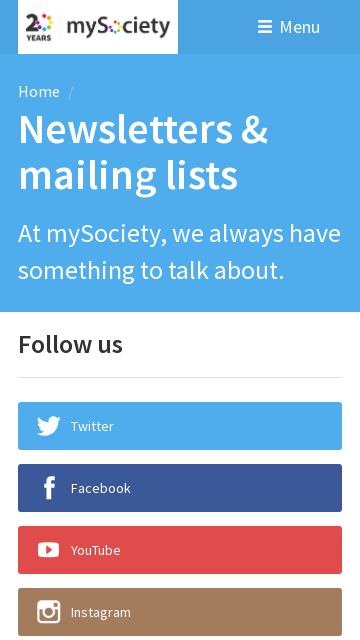 20 YEARS mySociety
Menu
Home /
Newsletters &
mailing lists
At mySociety, we always have
something to talk about.
Follow us
Twitter
Facebook
YouTube
Instagram